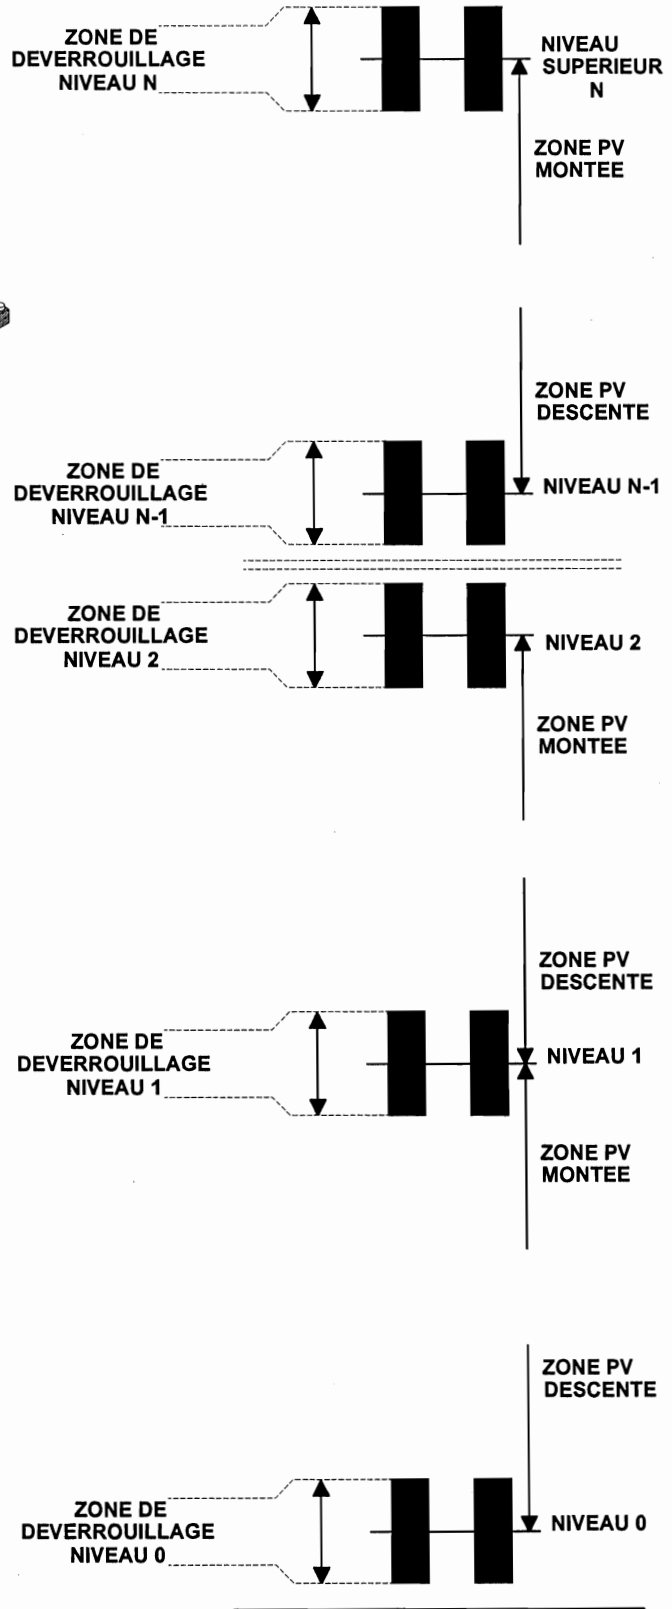 ZONE DE
DEVERROUILLAGE
NIVEAU N
NIVEAU
SUPERIEUR
N
ZONE PV
MONTEE
ZONE PV
DESCENTE
ZONE DE
DEVERROUILLAGE
NIVEAU N-1
NIVEAU N-1
ZONE DE
DEVERROUILLAGE
NIVEAU 2
NIVEAU 2
ZONE PV
MONTEE
ZONE PV
DESCENTE
ZONE DE
DEVERROUILLAGE
NIVEAU 1
NIVEAU 1
ZONE PV
MONTEE
ZONE PV
DESCENTE
ZONE DE
DEVERROUILLAGE
NIVEAU 0
NIVEAU 0